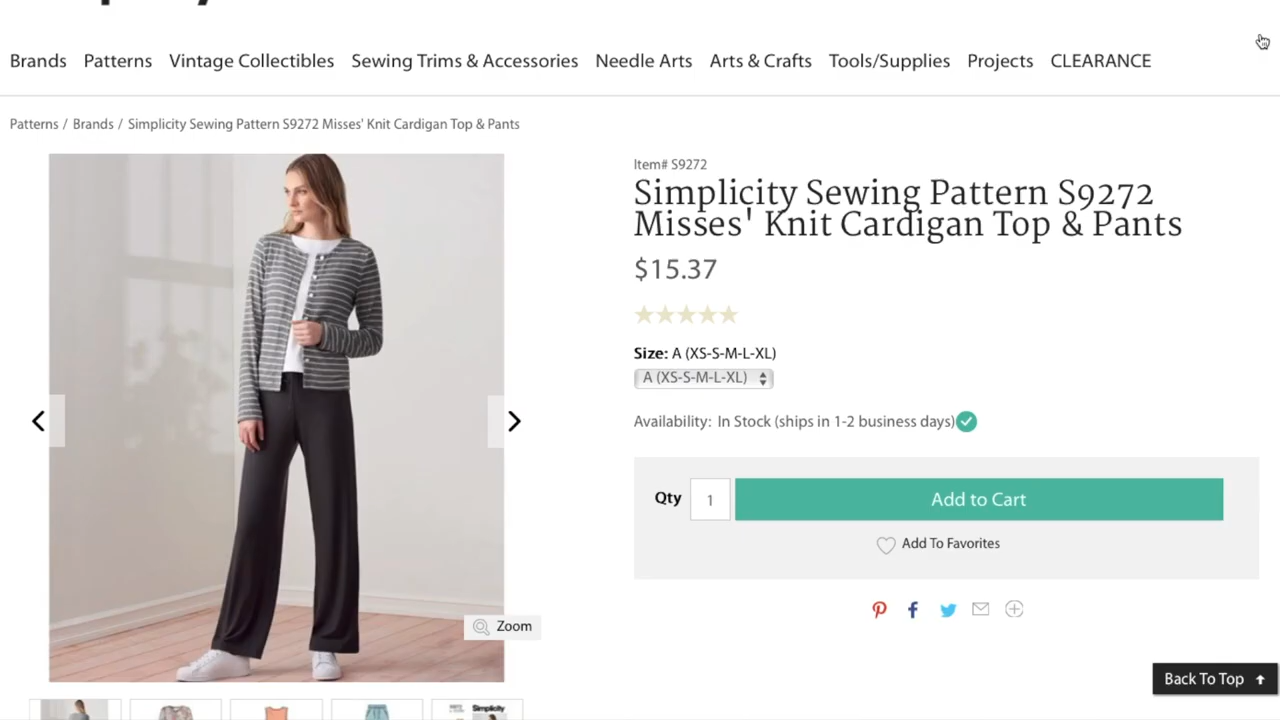 Brands Patterns Vintage Collectibles Sewing Trims & Accessories Needle Arts Arts & Crafts Tools/Supplies Projects CLEARANCE
Patterns / Brands / Simplicity Sewing Pattern S9272 Misses' Knit Cardigan Top & Pants
Item# S9272
Simplicity Sewing Pattern S9272
Misses' Knit Cardigan Top & Pants
$15.37
Size: A (XS-S-M-L-XL)
A (XS-S-M-L-XL)
Availability: In Stock (ships in 1-2 business days)
Qty 1 Add to Cart
Add To Favorites
Zoom
Back To Top
Simplicity